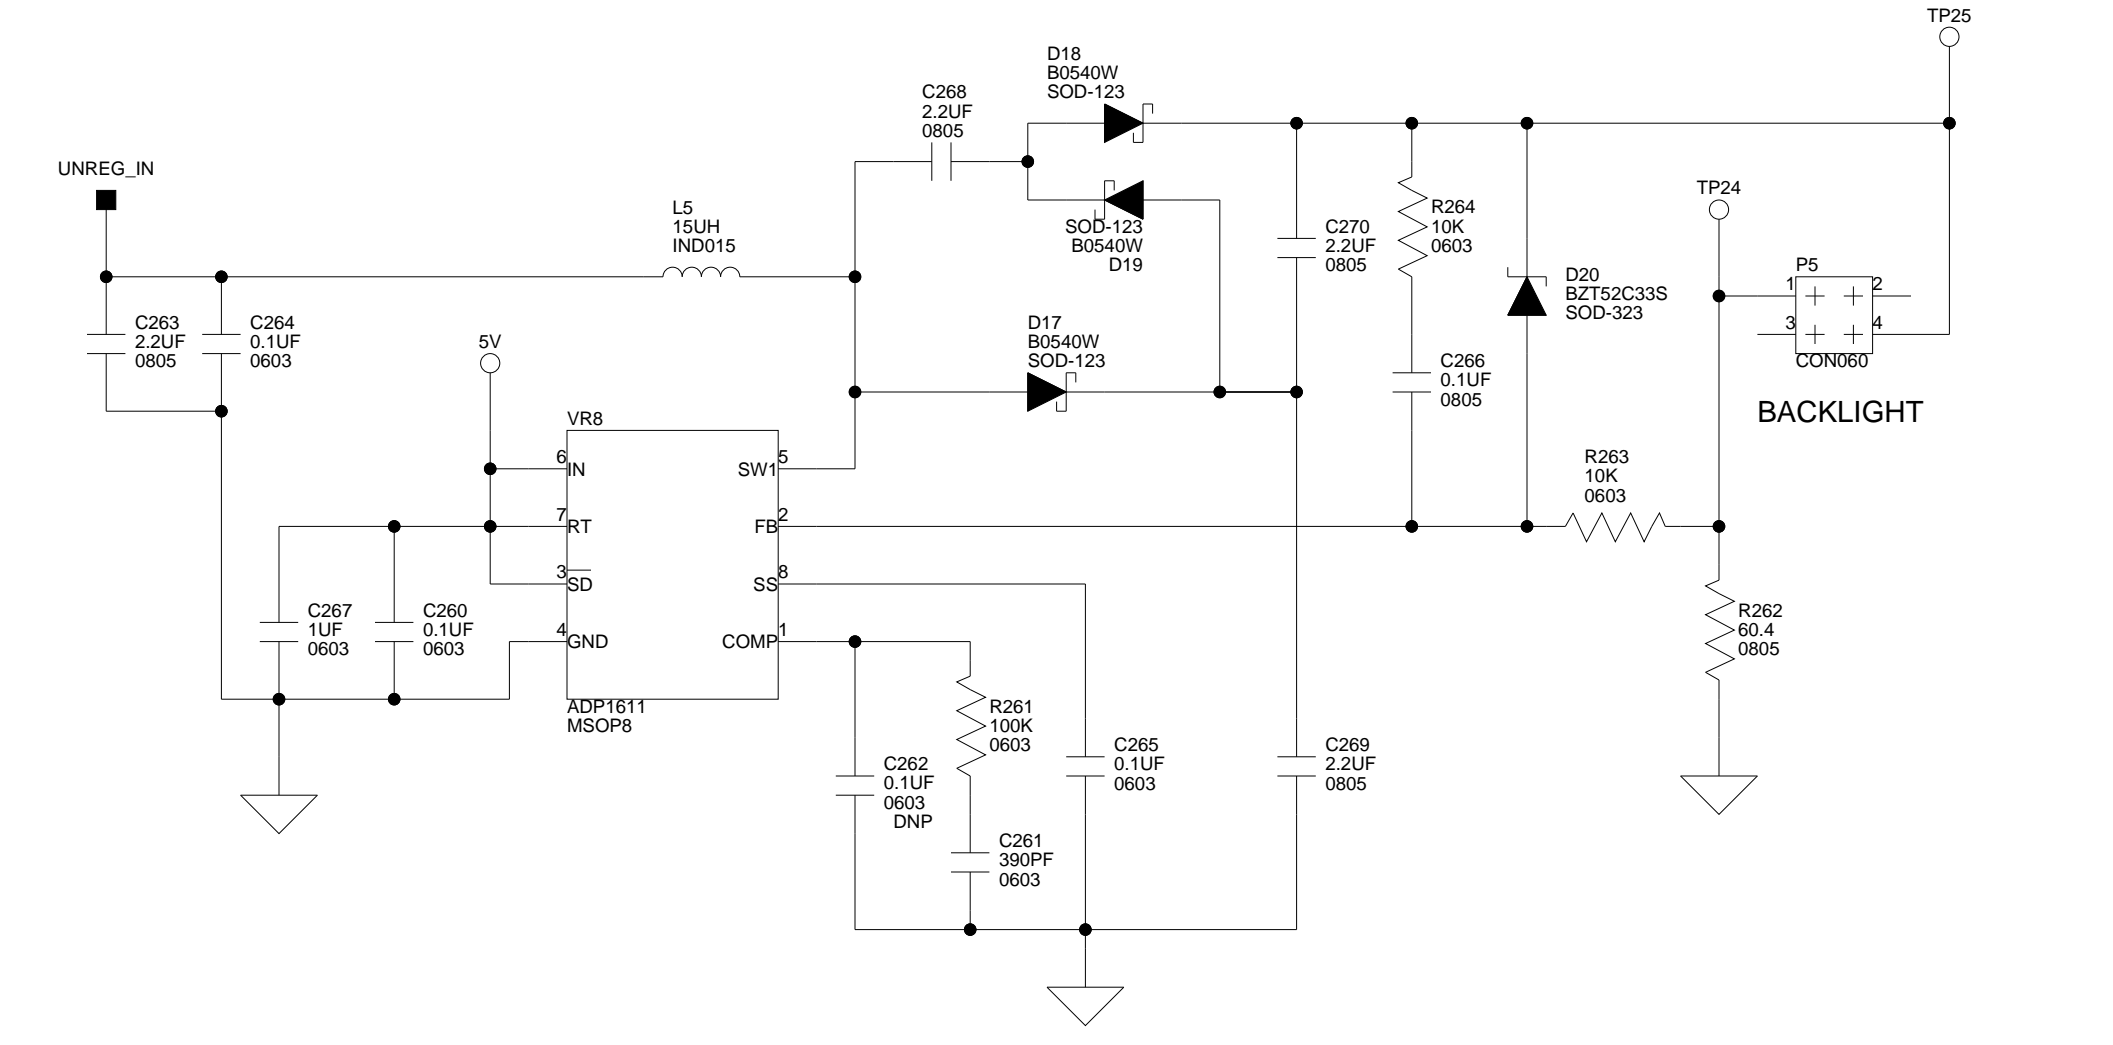 TP25
D18
B0540W
SOD-123
C268
2.2UF
0805
UNREG_IN
TP24
L5
15UH
IND015
SOD-123
B0540W
D19
C270
2.2UF
0805
R264
10K
0603
D20
BZT52C33S
SOD-323
P5
1
2
3
4
CON060
BACKLIGHT
C263
2.2UF
0805
C264
0.1UF
0603
5V
D17
B0540W
SOD-123
C266
0.1UF
0805
VR8
6
IN
SW1
5
7
RT
FB
2
3
SD
SS
8
4
GND
COMP
1
ADP1611
MSOP8
R263
10K
0603
C267
1UF
0603
C260
0.1UF
0603
R262
60.4
0805
R261
100K
0603
C262
0.1UF
0603
DNP
C265
0.1UF
0603
C269
2.2UF
0805
C261
390PF
0603